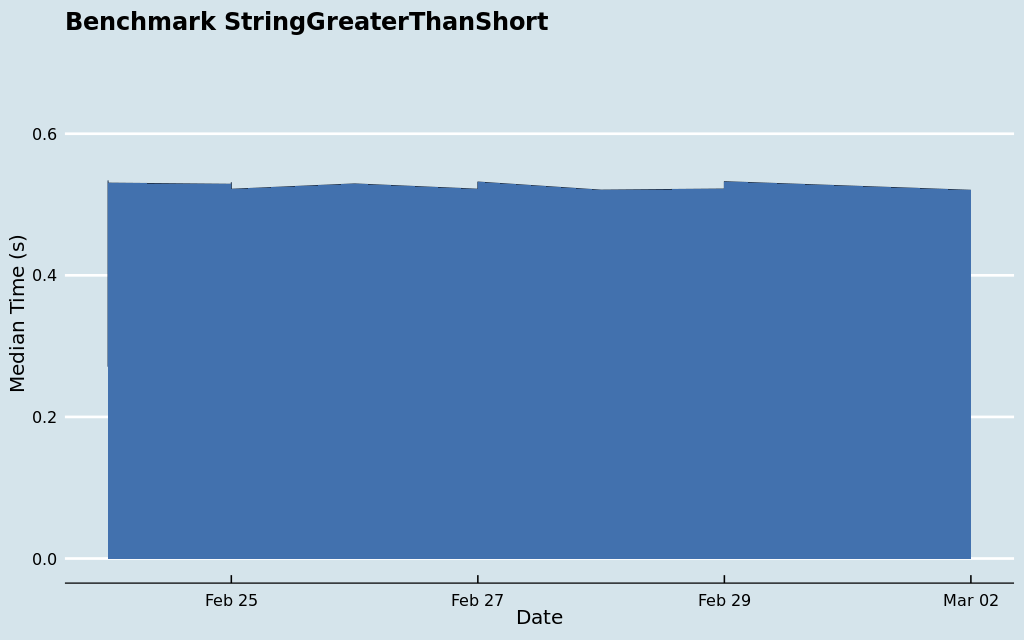 Benchmark StringGreaterThanShort
Median Time (s)
0.6
0.4
0.2
0.0
Feb 25
Feb 27
Feb 29
Mar 02
Date